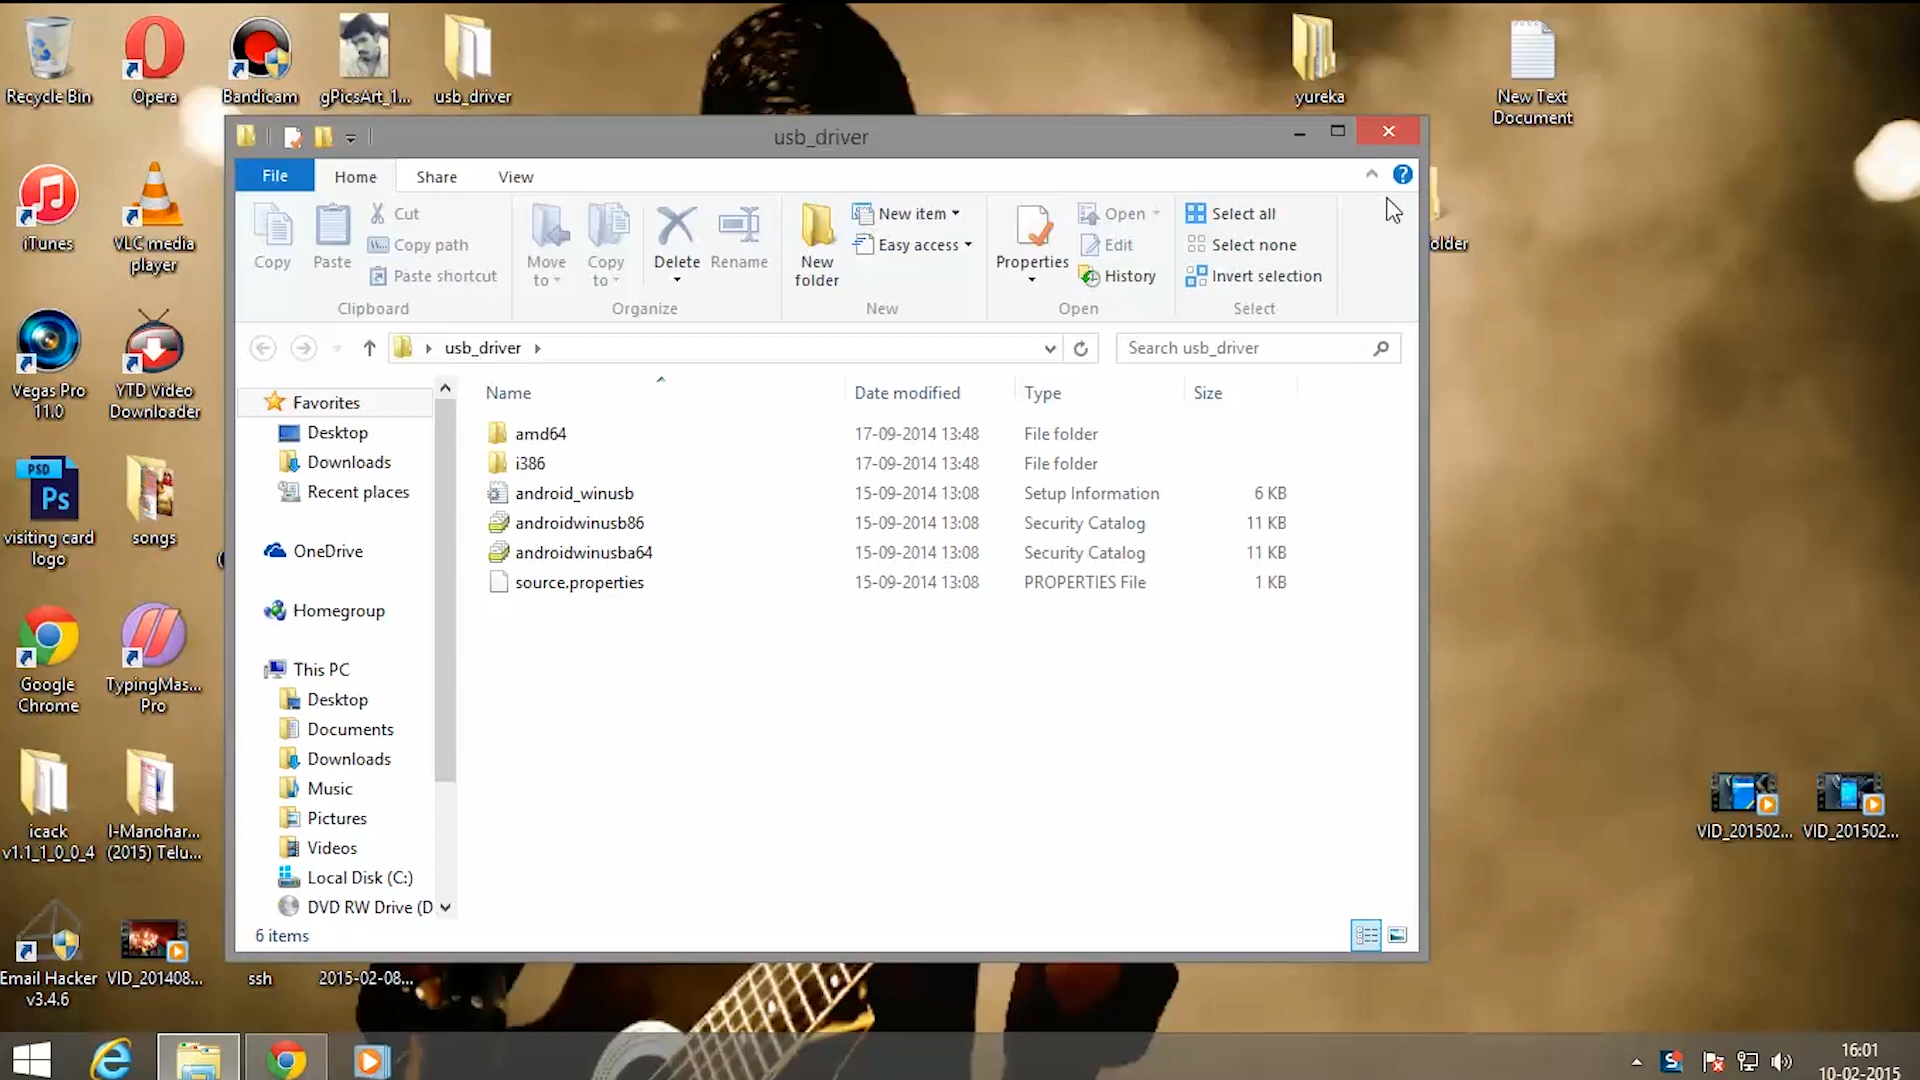 Recycle Bin
Opera
Bandicam
gPicsArt_1...
usb_driver
yureka
New Text
Document
usb_driver
File
Home
Share
View
?
iTunes
VLC media
player
Copy
Paste
Cut
Copy path
Paste shortcut
Clipboard
Move
to
Copy
to
Delete
Rename
Organize
New
folder
New item
Easy access
New
Properties
Open
Edit
History
Open
Select all
Select none
Invert selection
Select
older
usb_driver
Search usb_driver
Vegas Pro
11.0
YTD Video
Downloader
Name
Date modified
Type
Size
amd64 17-09-2014 13:48 File folder
i386 17-09-2014 13:48 File folder
android_winusb 15-09-2014 13:08 Setup Information 6 KB
androidwinusb86 15-09-2014 13:08 Security Catalog 11 KB
androidwinusba64 15-09-2014 13:08 Security Catalog 11 KB
source.properties 15-09-2014 13:08 PROPERTIES File 1 KB
Favorites
Desktop
Downloads
Recent places
OneDrive
Homegroup
This PC
Desktop
Documents
Downloads
Music
Pictures
Videos
Local Disk (C:)
DVD RW Drive (D
6 items
PSD
Ps
visiting card
logo
songs
Google
Chrome
TypingMas...
Pro
icack
v1.1_1_0_0_4
I-Manohar...
(2015) Telu...
VID_201502...
VID_201502...
Email Hacker
v3.4.6
VID_201408...
ssh
2015-02-08...
S
16:01
10-02-2015